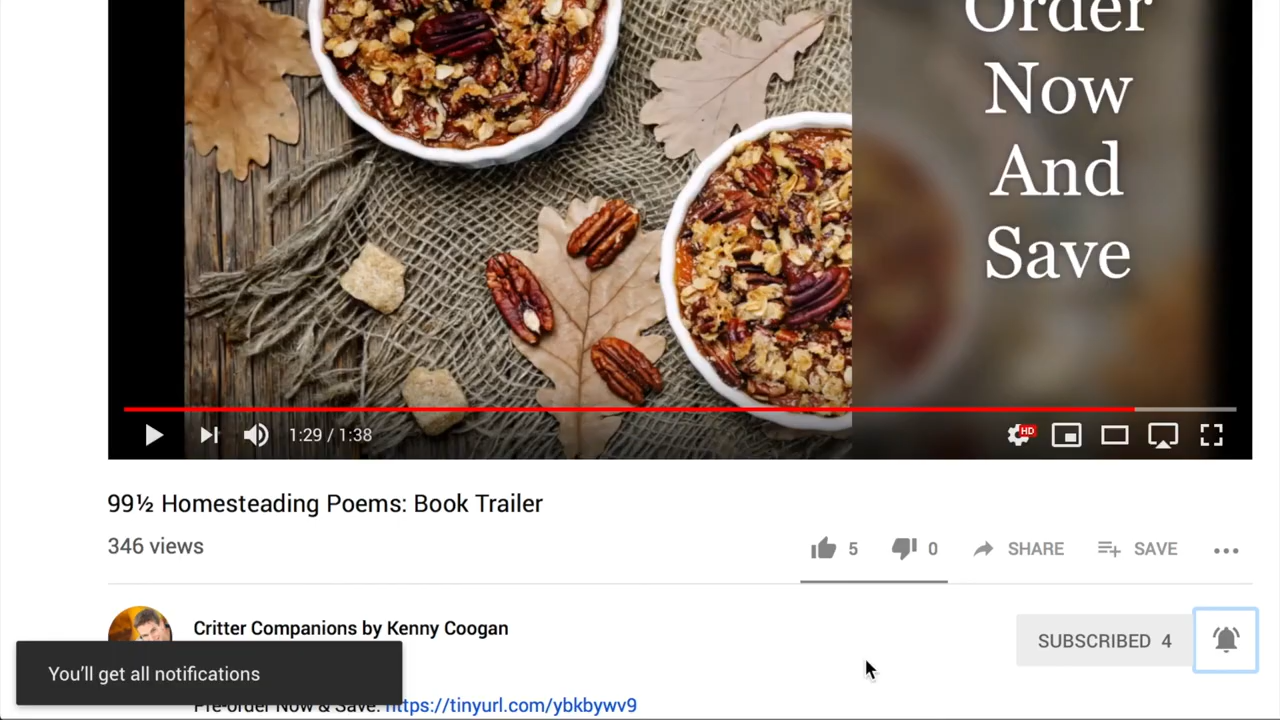 Order
Now
And
Save
HD
1:29 / 1:38
99½ Homesteading Poems: Book Trailer
346 views
5
0
SHARE
SAVE
Critter Companions by Kenny Coogan
SUBSCRIBED 4
You'll get all notifications
Pre-order Now & Save: https://tinyurl.com/ybkbywv9